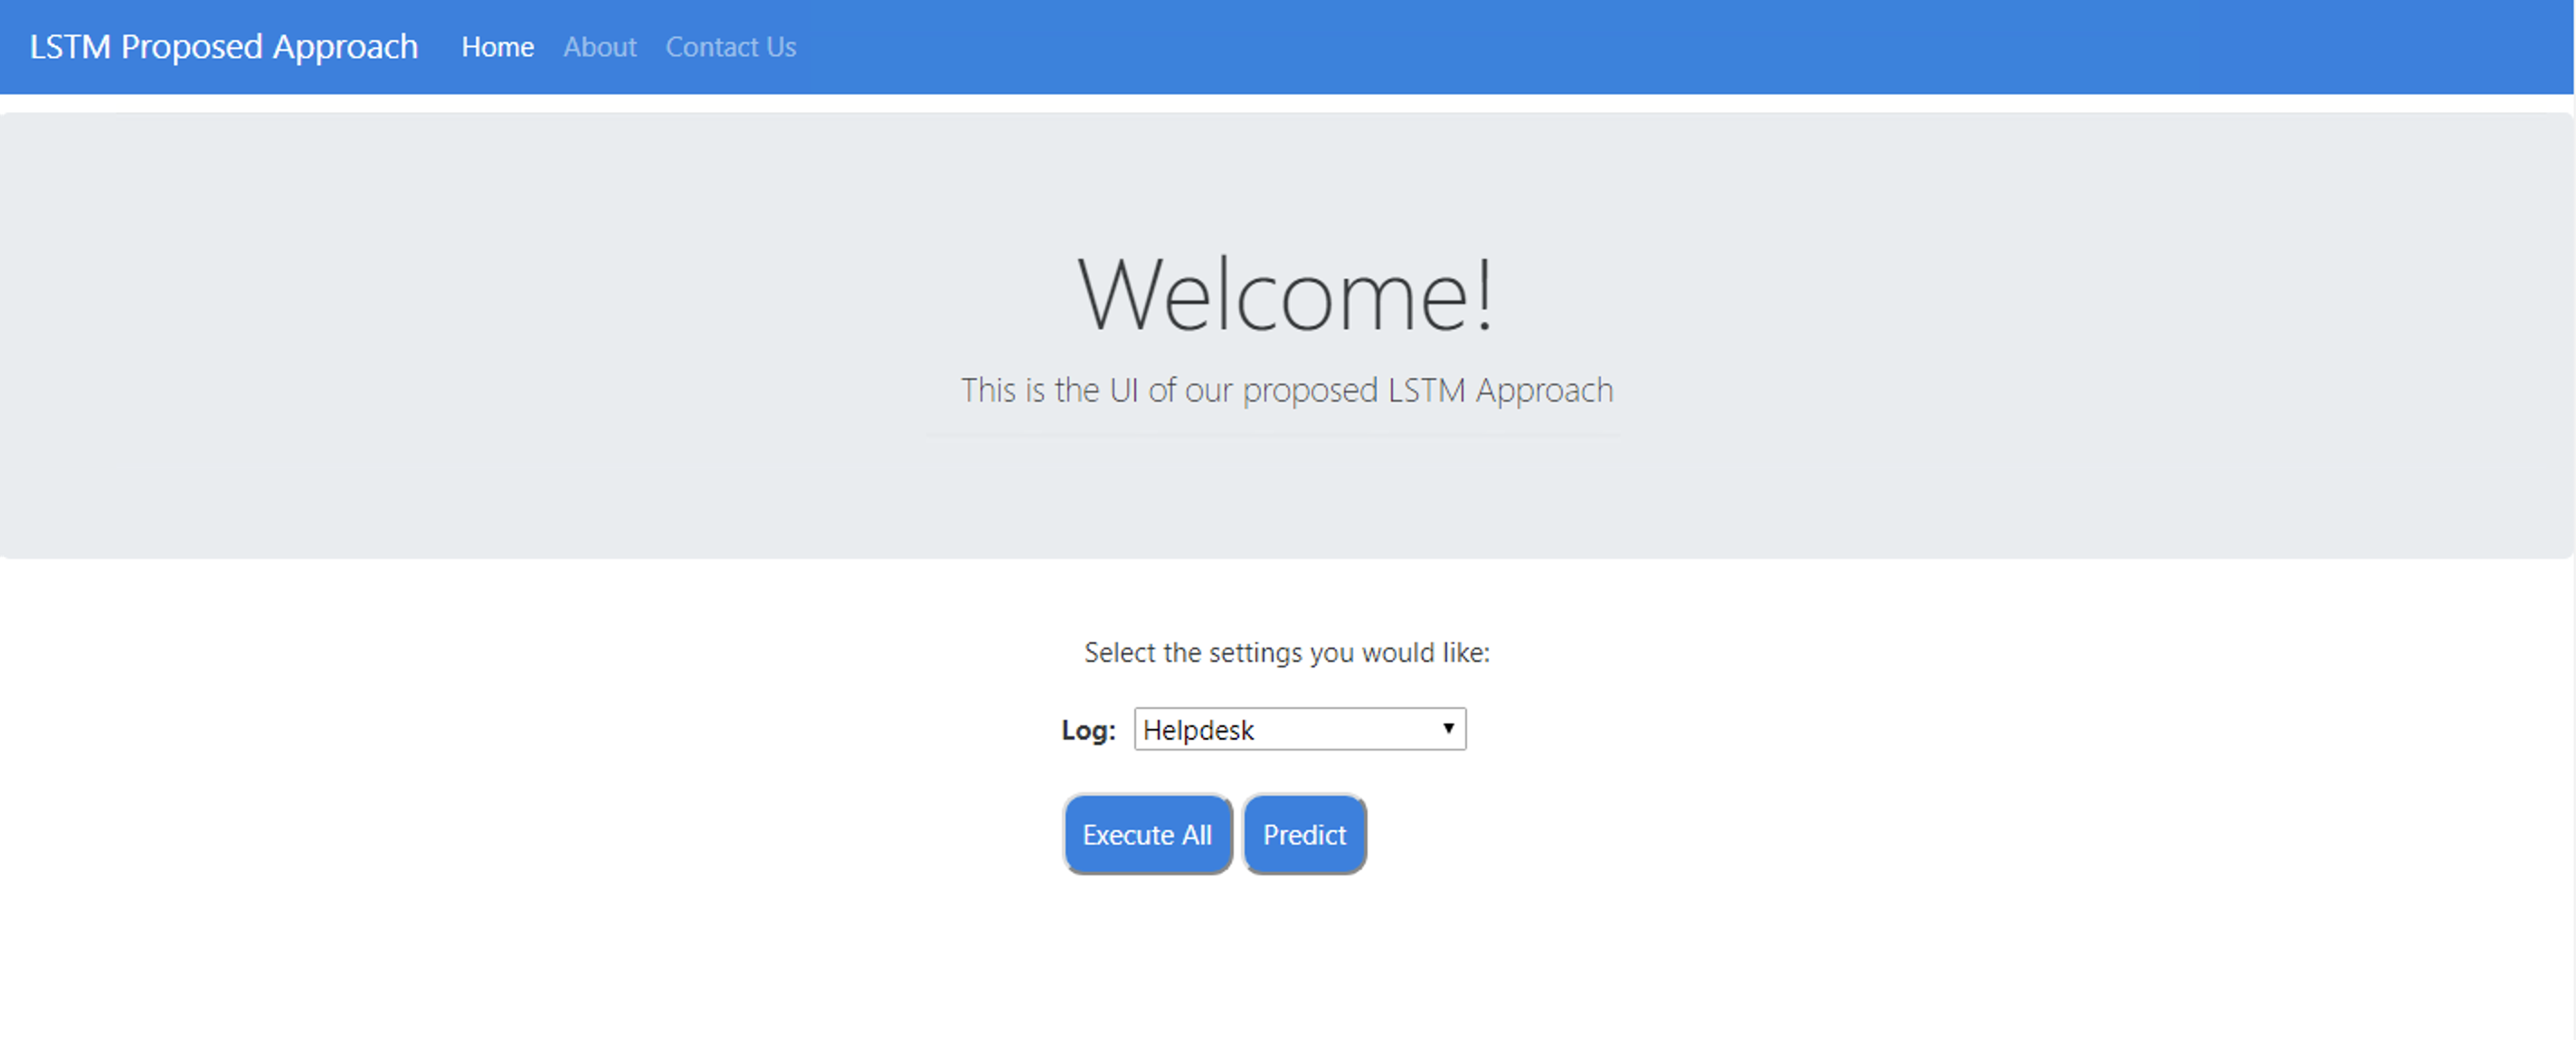 LSTM Proposed Approach Home About Contact Us
Welcome!
This is the UI of our proposed LSTM Approach
Select the settings you would like:
Log: Helpdesk
Execute All Predict